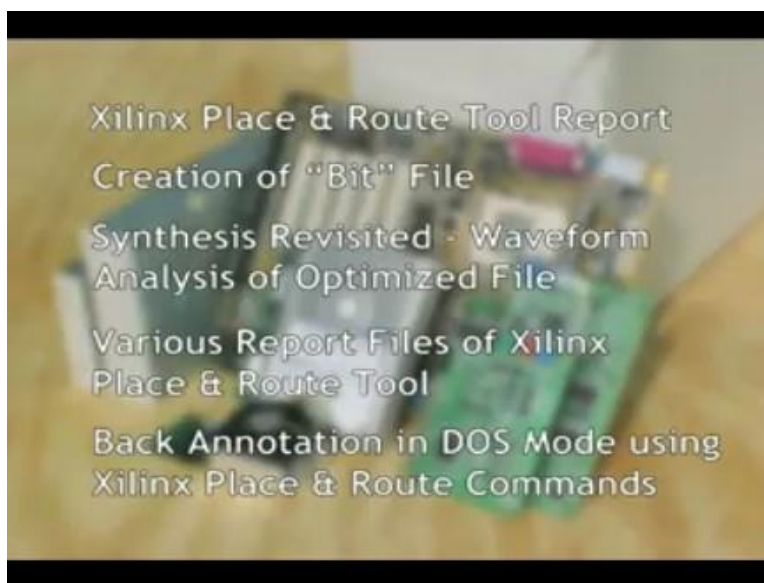 Xilinx Place & Route Tool Report
Creation of “Bit” File
Synthesis Revisited - Waveform
Analysis of Optimized File
Various Report Files of Xilinx
Place & Route Tool
Back Annotation in DOS Mode using
Xilinx Place & Route Commands